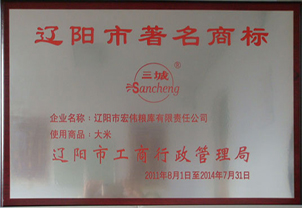 辽阳市著名商标
三城
®
Sancheng
企业名称：辽阳市宏伟粮库有限责任公司
使用商品：大米
辽阳市工商行政管理局
2011年8月1日至2014年7月31日